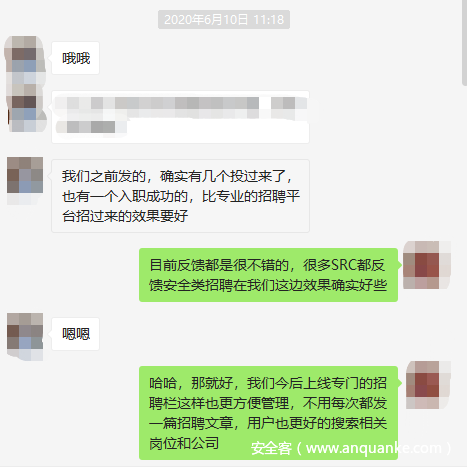 2020年6月10日 11:18
哦哦
我们之前发的，确实有几个投过来了，
也有一个入职成功的，比专业的招聘平
台招过来的效果要好
目前反馈都是很不错的，很多SRC都反
馈安全类招聘在我们这边效果确实好些
嗯嗯
哈哈，那就好，我们今后上线专门的招
聘栏这样也更方便管理，不用每次都发
一篇招聘文章，用户也更好的搜索相关
岗位和公司
安全客（www.anquanke.com）